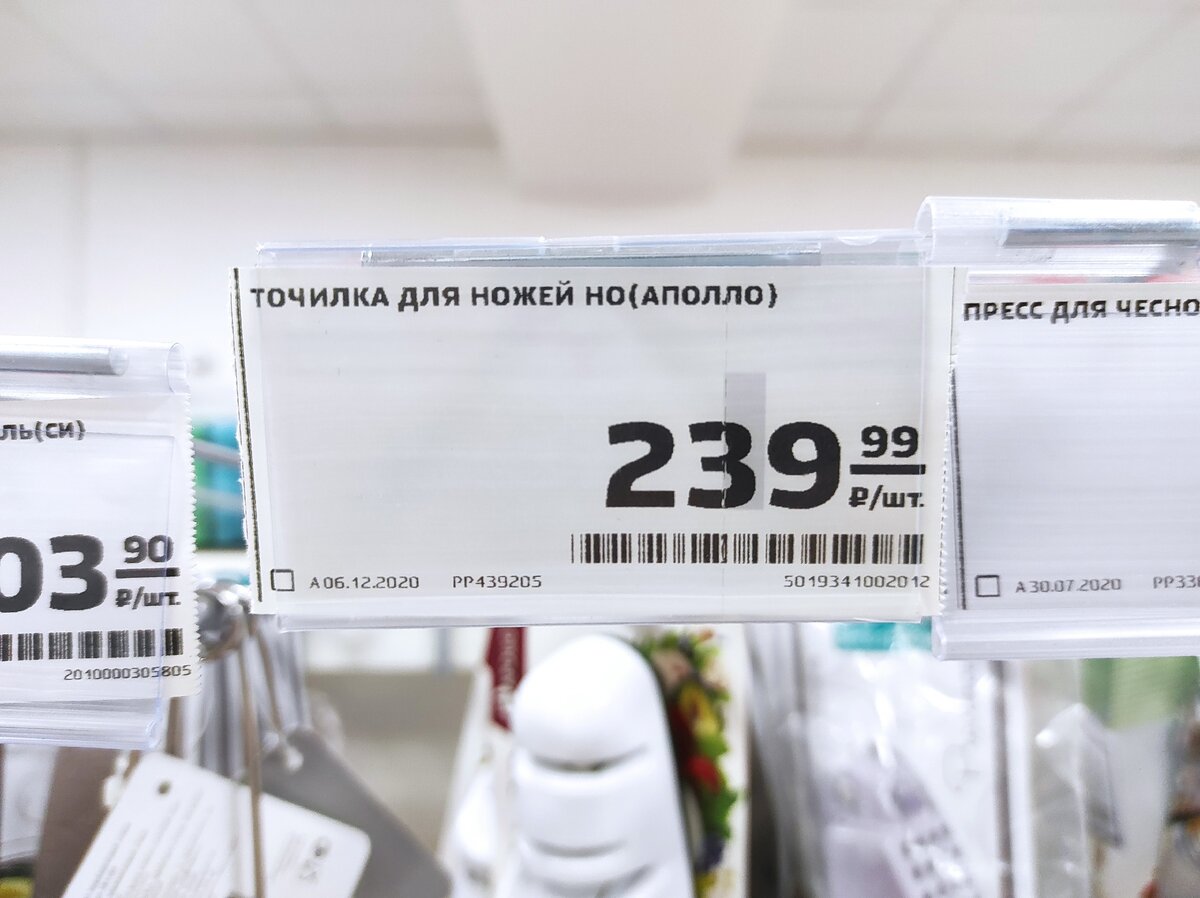 ТОЧИЛКА ДЛЯ НОЖЕЙ НО(АПОЛЛО)
239 99
₽/шт.
А 06.12.2020 РР439205 5019341002012
ль(си)
03 90
₽/шт.
2010000305805
ПРЕСС ДЛЯ ЧЕСНО
А 30.07.2020 РР33